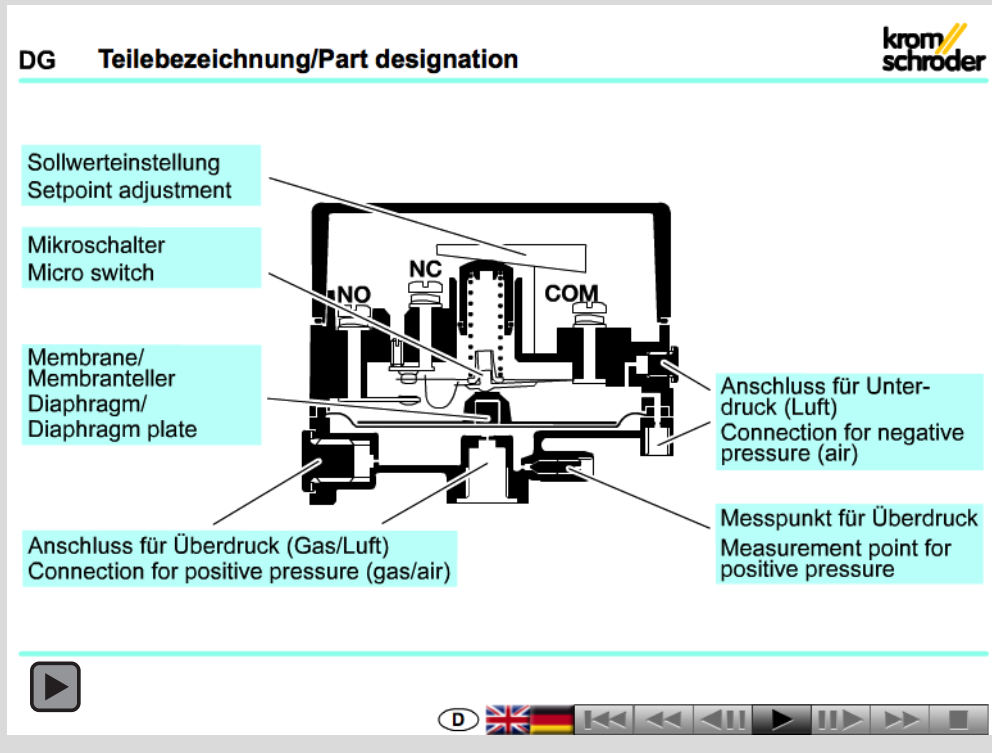 DG Teilebezeichnung/Part designation
krom
schroder
Sollwerteinstellung
Setpoint adjustment
Mikroschalter
Micro switch
NC
NO
COM
Membrane/
Membranteller
Diaphragm/
Diaphragm plate
Anschluss für Unter-
druck (Luft)
Connection for negative
pressure (air)
Messpunkt für Überdruck
Measurement point for
positive pressure
Anschluss für Überdruck (Gas/Luft)
Connection for positive pressure (gas/air)
D